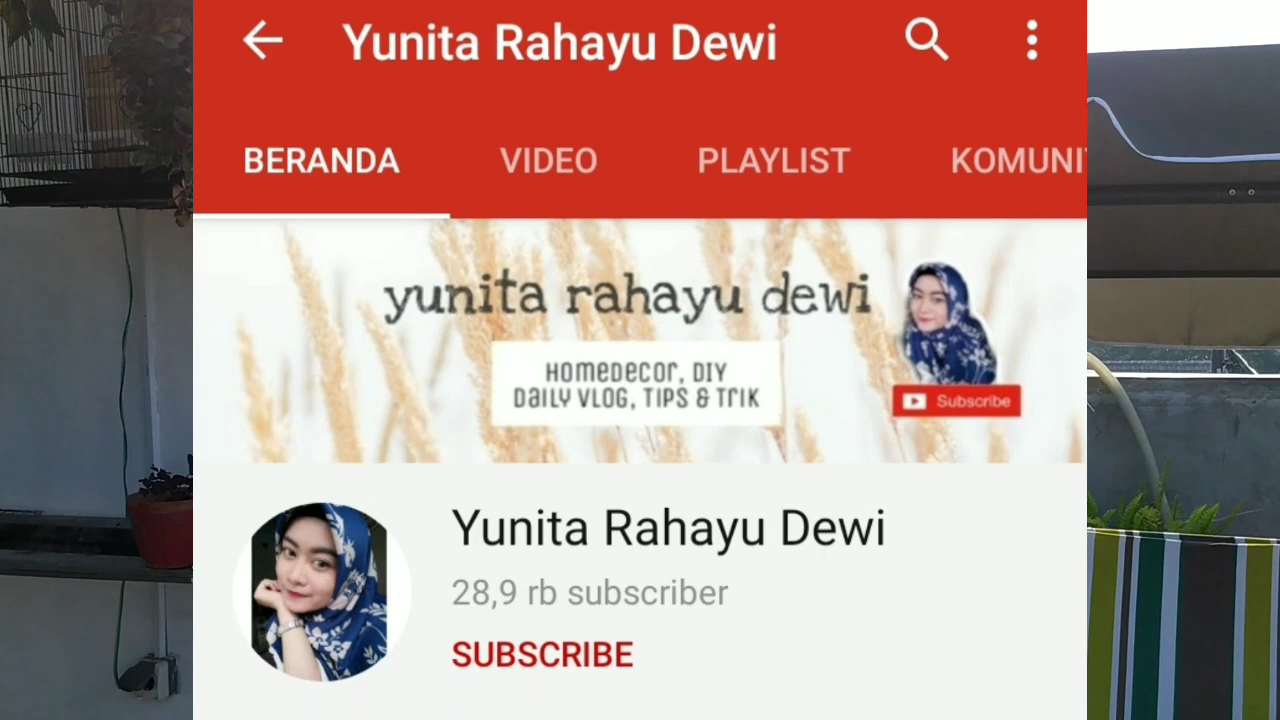 Yunita Rahayu Dewi
BERANDA VIDEO PLAYLIST KOMUNI
yunita rahayu dewi
HOMEDECOR, DIY
DAILY VLOG, TIPS & TRIK
Subscribe
Yunita Rahayu Dewi
28,9 rb subscriber
SUBSCRIBE